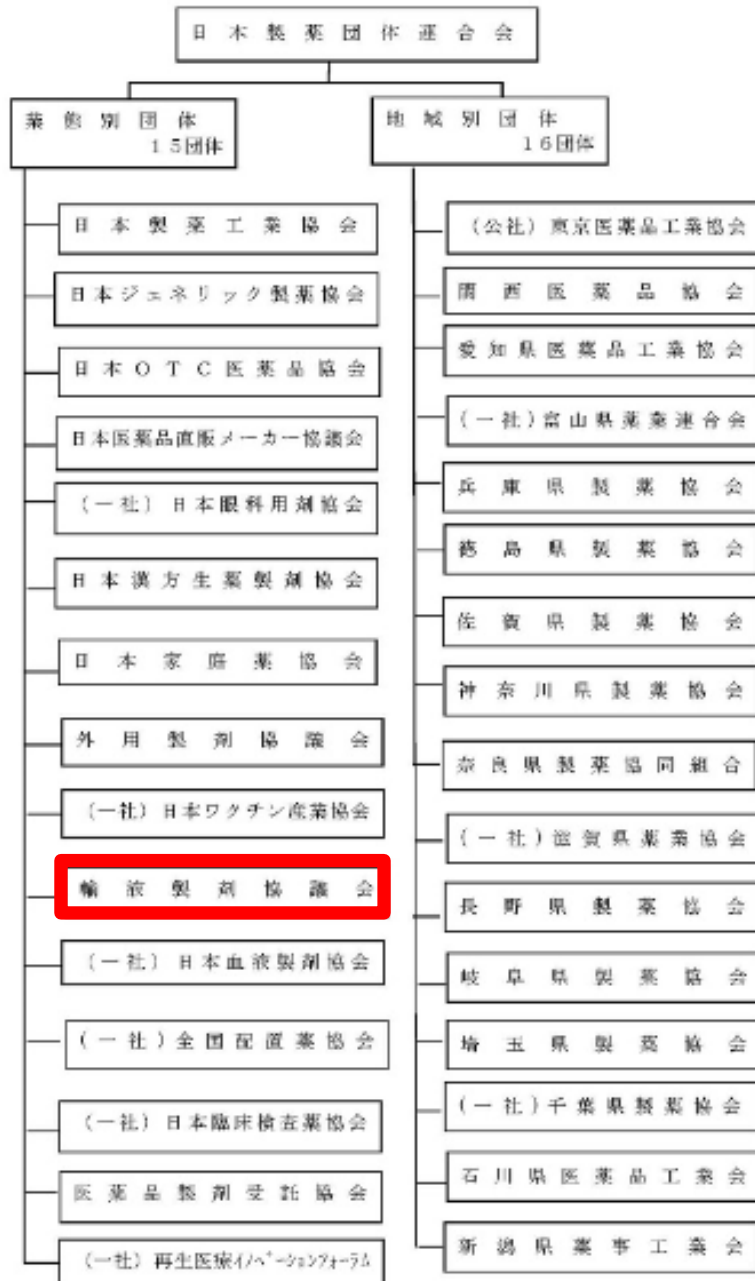 日本製薬団体連合会
業態別団体
15団体
日本製薬工業協会
日本ジェネリック製薬協会
日本OTC医薬品協会
日本医薬品直販メーカー協議会
(一社)日本眼科用剤協会
日本漢方生薬製剤協会
日本家庭薬協会
外用製剤協議会
(一社)日本ワクチン産業協会
輸液製剤協議会
(一社)日本血液製剤協会
(一社)全国配置薬協会
(一社)日本臨床検査薬協会
医薬品製剤受託協会
(一社)再生医療イノベーションフォーラム
地域別団体
16団体
(公社)東京医薬品工業協会
関西医薬品協会
愛知県医薬品工業協会
(一社)富山県薬業連合会
兵庫県製薬協会
徳島県製薬協会
佐賀県製薬協会
神奈川県製薬協会
奈良県製薬協同組合
(一社)滋賀県薬業協会
長野県製薬協会
岐阜県製薬協会
埼玉県製薬協会
(一社)千葉県製薬協会
石川県医薬品工業会
新潟県薬事工業会